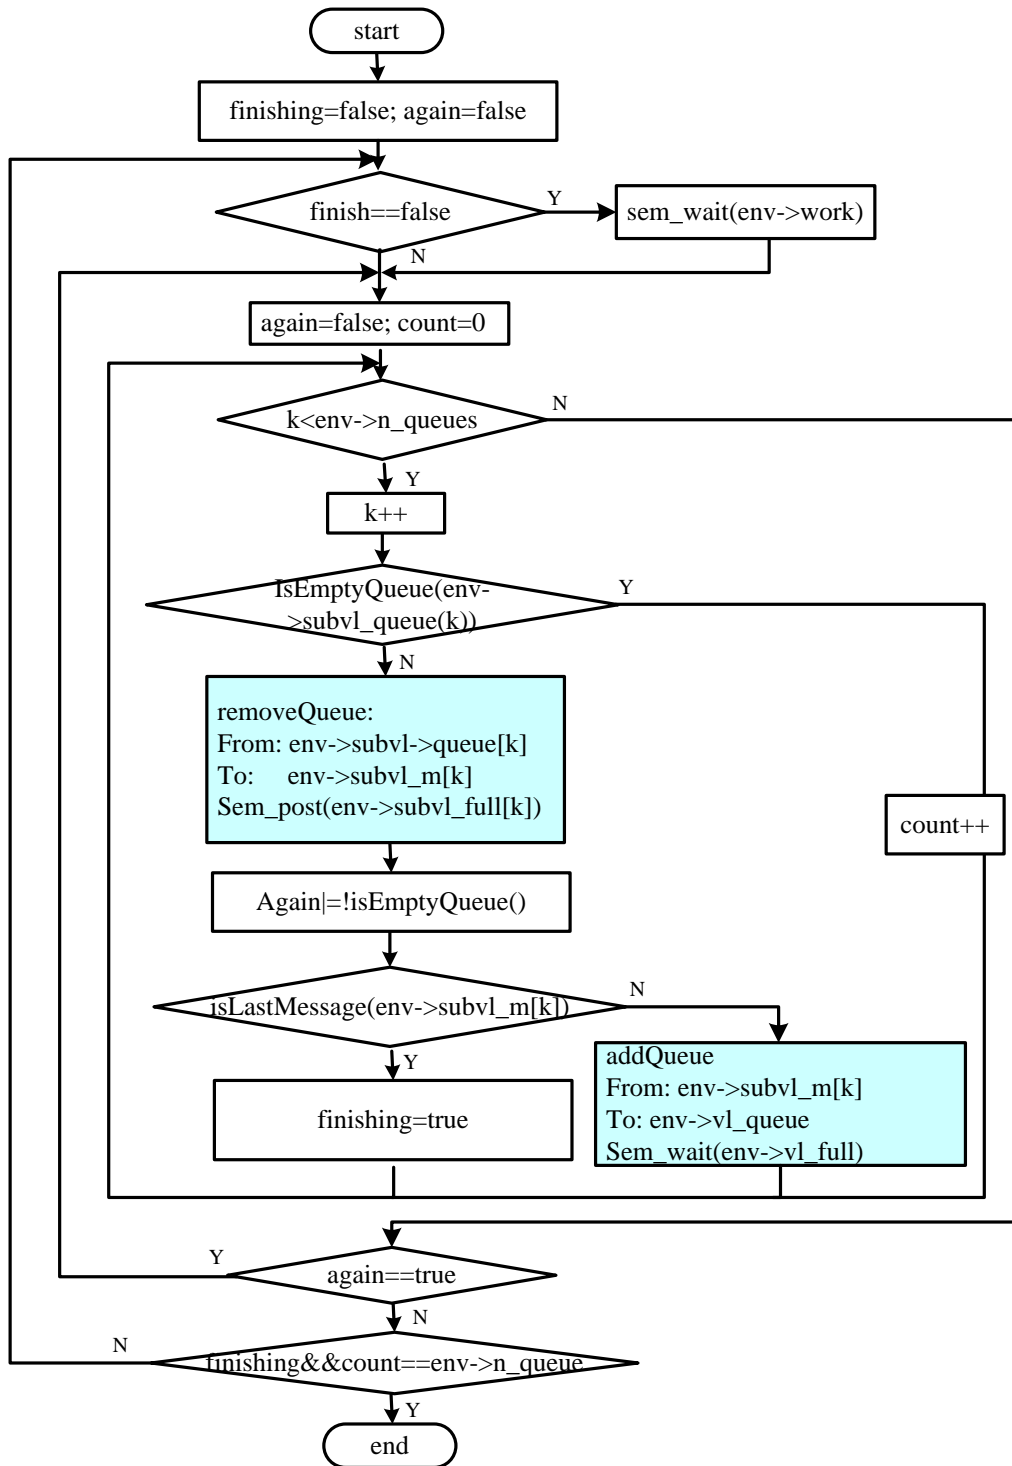 start
finishing=false; again=false
finish==false
Y
sem_wait(env->work)
N
again=false; count=0
k<env->n_queues
N
Y
k++
IsEmptyQueue(env-
>subvl_queue(k))
Y
N
removeQueue:
From: env->subvl->queue[k]
To: env->subvl_m[k]
Sem_post(env->subvl_full[k])
count++
Again|=!isEmptyQueue()
isLastMessage(env->subvl_m[k])
N
Y
finishing=true
addQueue
From: env->subvl_m[k]
To: env->vl_queue
Sem_wait(env->vl_full)
Y
again==true
N
N
finishing&&count==env->n_queue
Y
end